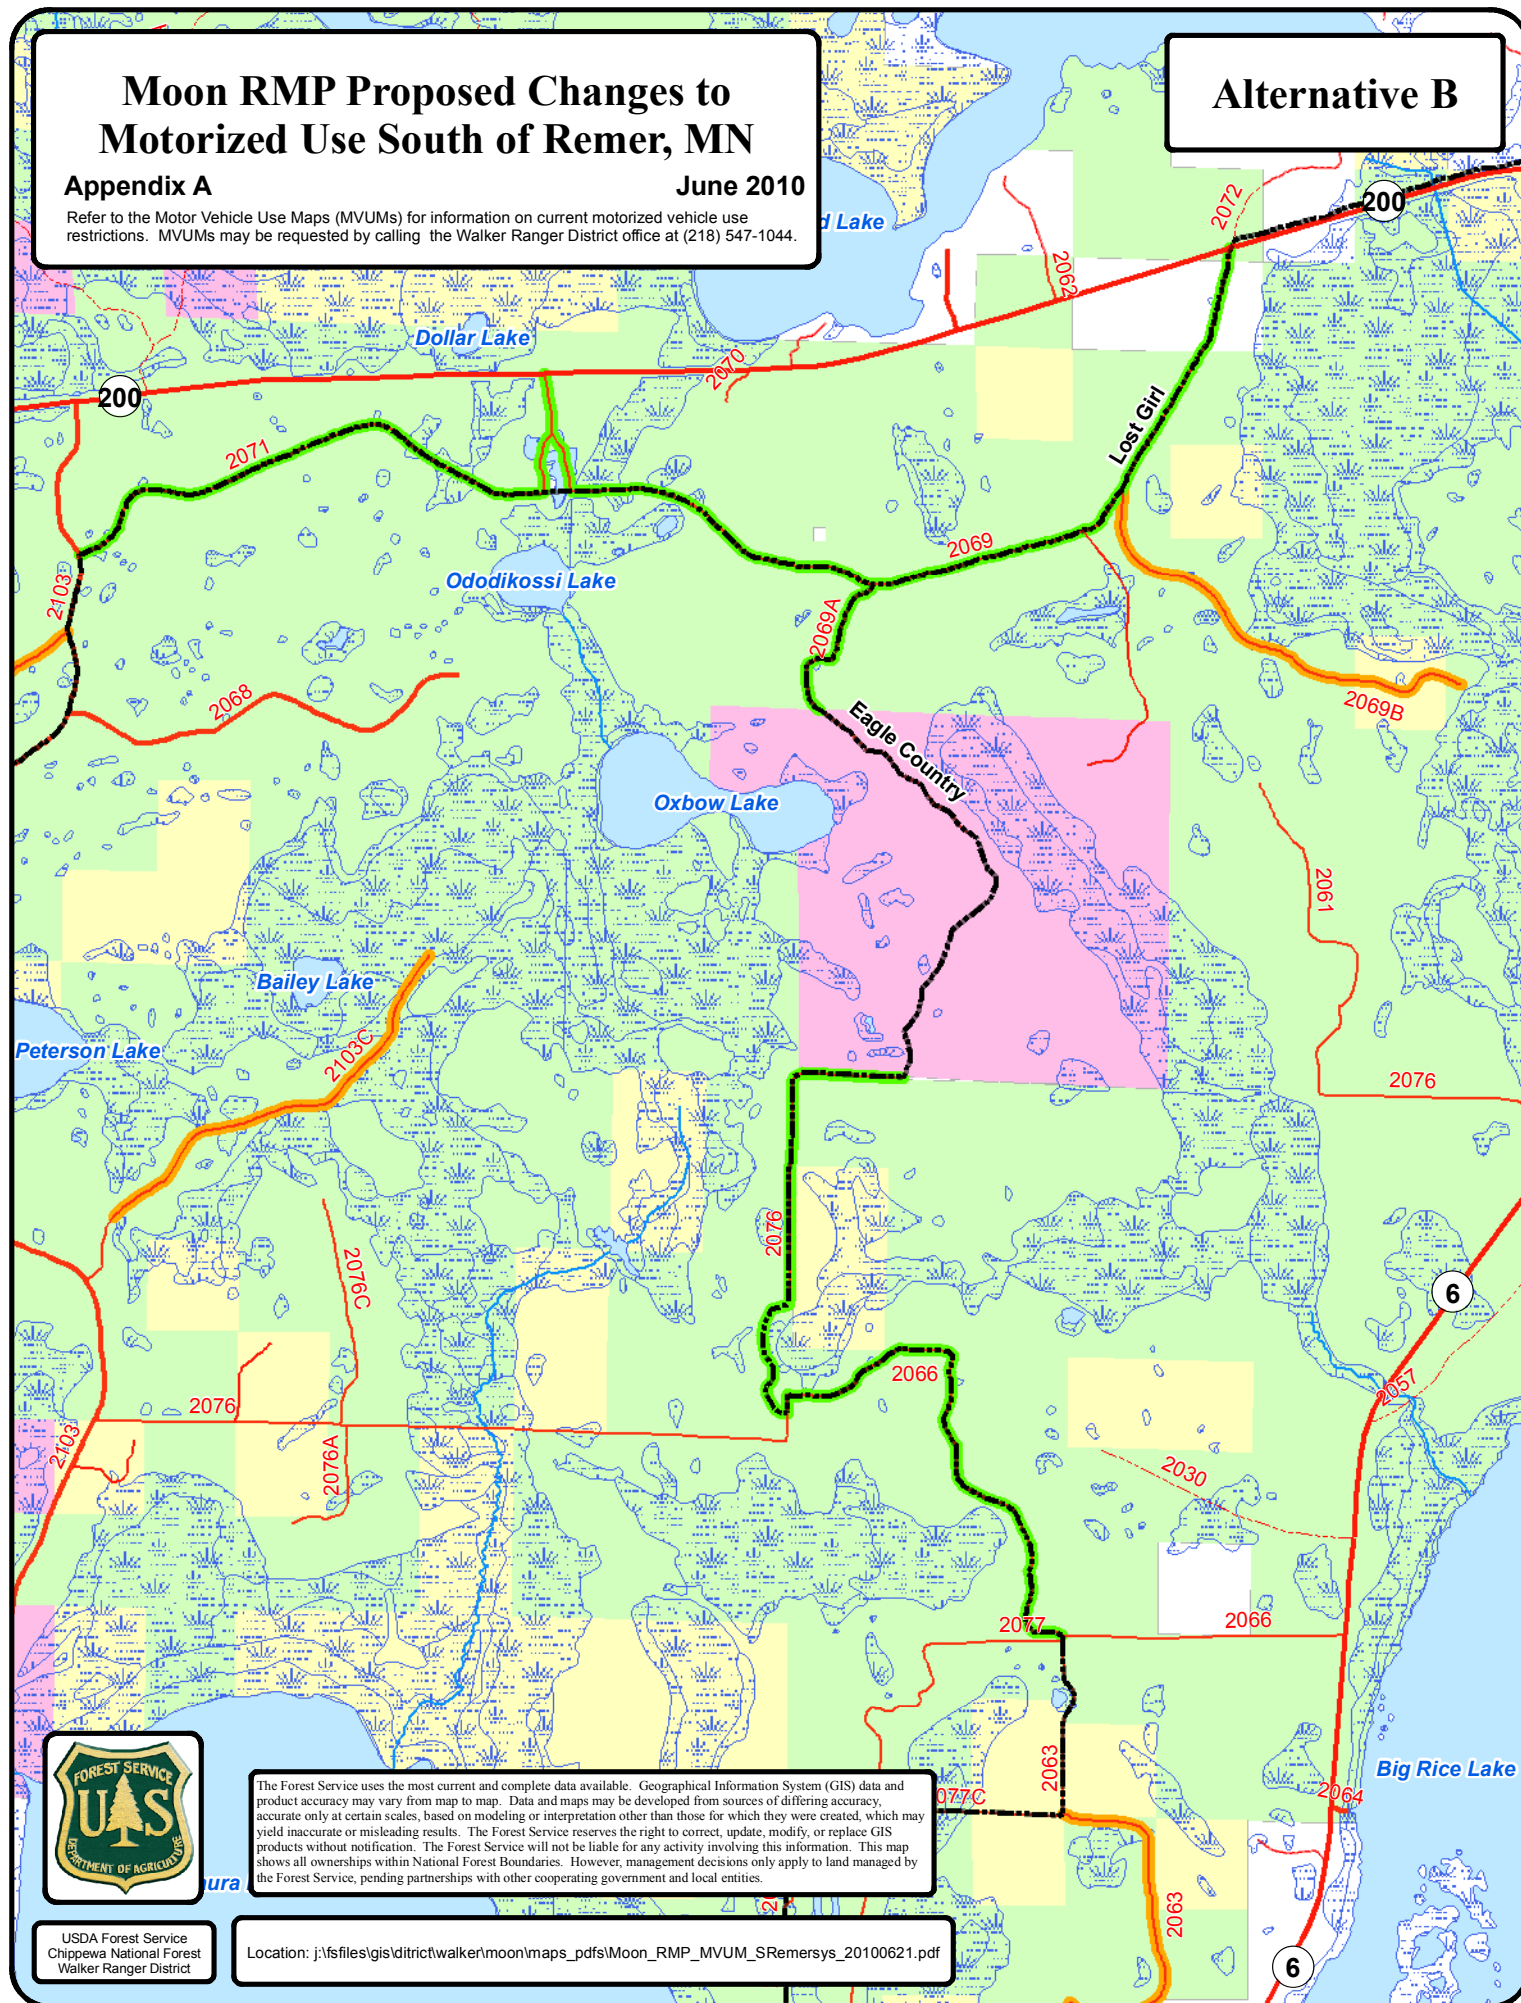 Moon RMP Proposed Changes to
Motorized Use South of Remer, MN
Appendix A
June 2010
Refer to the Motor Vehicle Use Maps (MVUMs) for information on current motorized vehicle use
restrictions. MVUMs may be requested by calling the Walker Ranger District office at (218) 547-1044.
Alternative B
Lake
200
2072
2062
Dollar Lake
2070
200
Lost Girl
2071
2069
Ododikossi Lake
2103
2069A
2068
2069B
Eagle Country
Oxbow Lake
2061
Bailey Lake
Peterson Lake
2103C
2076
2076
2076C
6
2066
2057
2076
2103
2076A
2030
2077
2066
2063
Big Rice Lake
2064
077C
2063
6
FOREST SERVICE
U S
DEPARTMENT OF AGRICULTURE
The Forest Service uses the most current and complete data available. Geographical Information System (GIS) data and
product accuracy may vary from map to map. Data and maps may be developed from sources of differing accuracy,
accurate only at certain scales, based on modeling or interpretation other than those for which they were created, which may
yield inaccurate or misleading results. The Forest Service reserves the right to correct, update, modify, or replace GIS
products without notification. The Forest Service will not be liable for any activity involving this information. This map
shows all ownerships within National Forest Boundaries. However, management decisions only apply to land managed by
the Forest Service, pending partnerships with other cooperating government and local entities.
USDA Forest Service
Chippewa National Forest
Walker Ranger District
Location: j:\fsfiles\gis\ditrict\walker\moon\maps_pdfs\Moon_RMP_MVUM_SRemersys_20100621.pdf